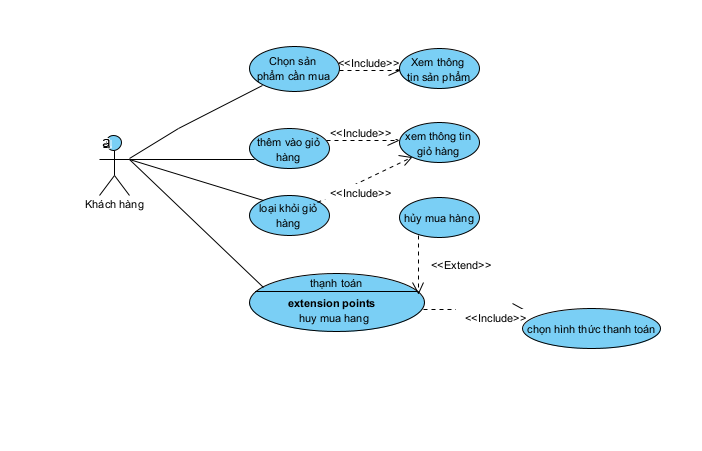 Chọn sản
phẩm cần mua
<<Include>>
Xem thông
tin sản phẩm
a
Khách hàng
thêm vào giỏ
hàng
<<Include>>
xem thông tin
giỏ hàng
<<Include>>
loại khỏi giỏ
hàng
hủy mua hàng
<<Extend>>
thạnh toán
extension points
huy mua hang
<<Include>>
chọn hình thức thanh toán